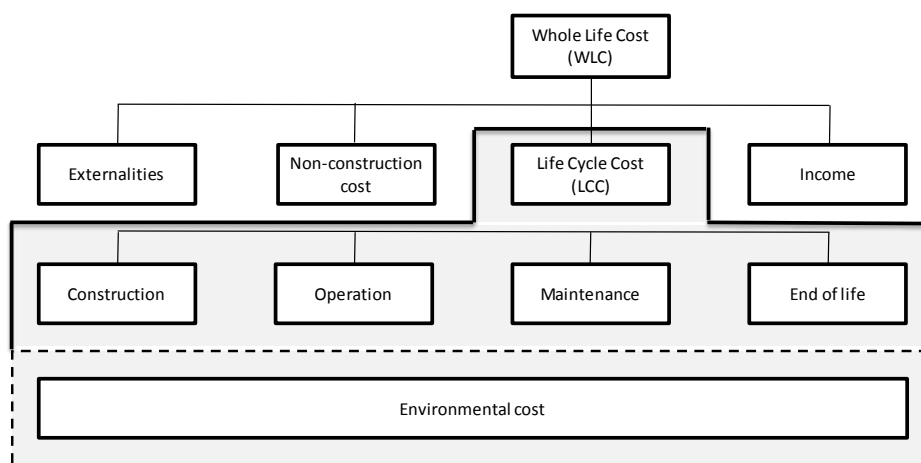 Whole Life Cost
(WLC)
Externalities
Non-construction
cost
Life Cycle Cost
(LCC)
Income
Construction
Operation
Maintenance
End of life
Environmental cost